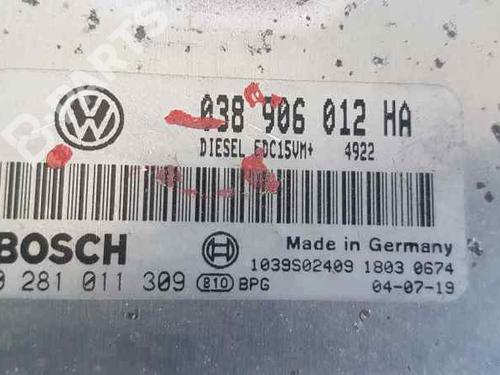 B-PARTS
038 906 012 HA
DIESEL EDC15VM+ 4922
BOSCH
Made in Germany
0 281 011 309 810 BPG
1039S02409 1803 0674
04-07-19